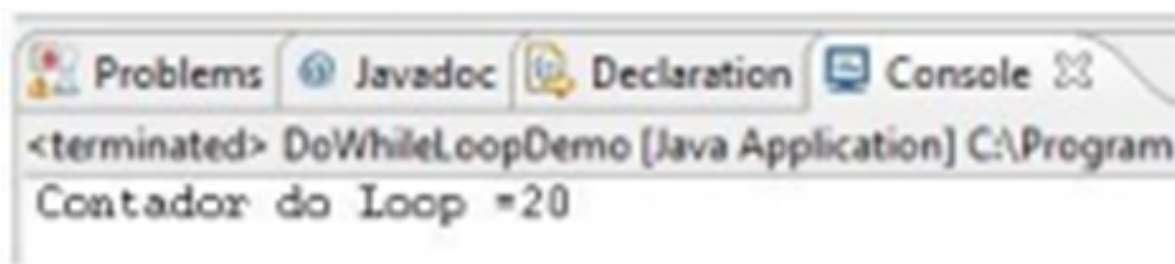 Problems Javadoc Declaration Console
<terminated> DoWhileLoopDemo [Java Application] C:\Program
Contador do Loop =20